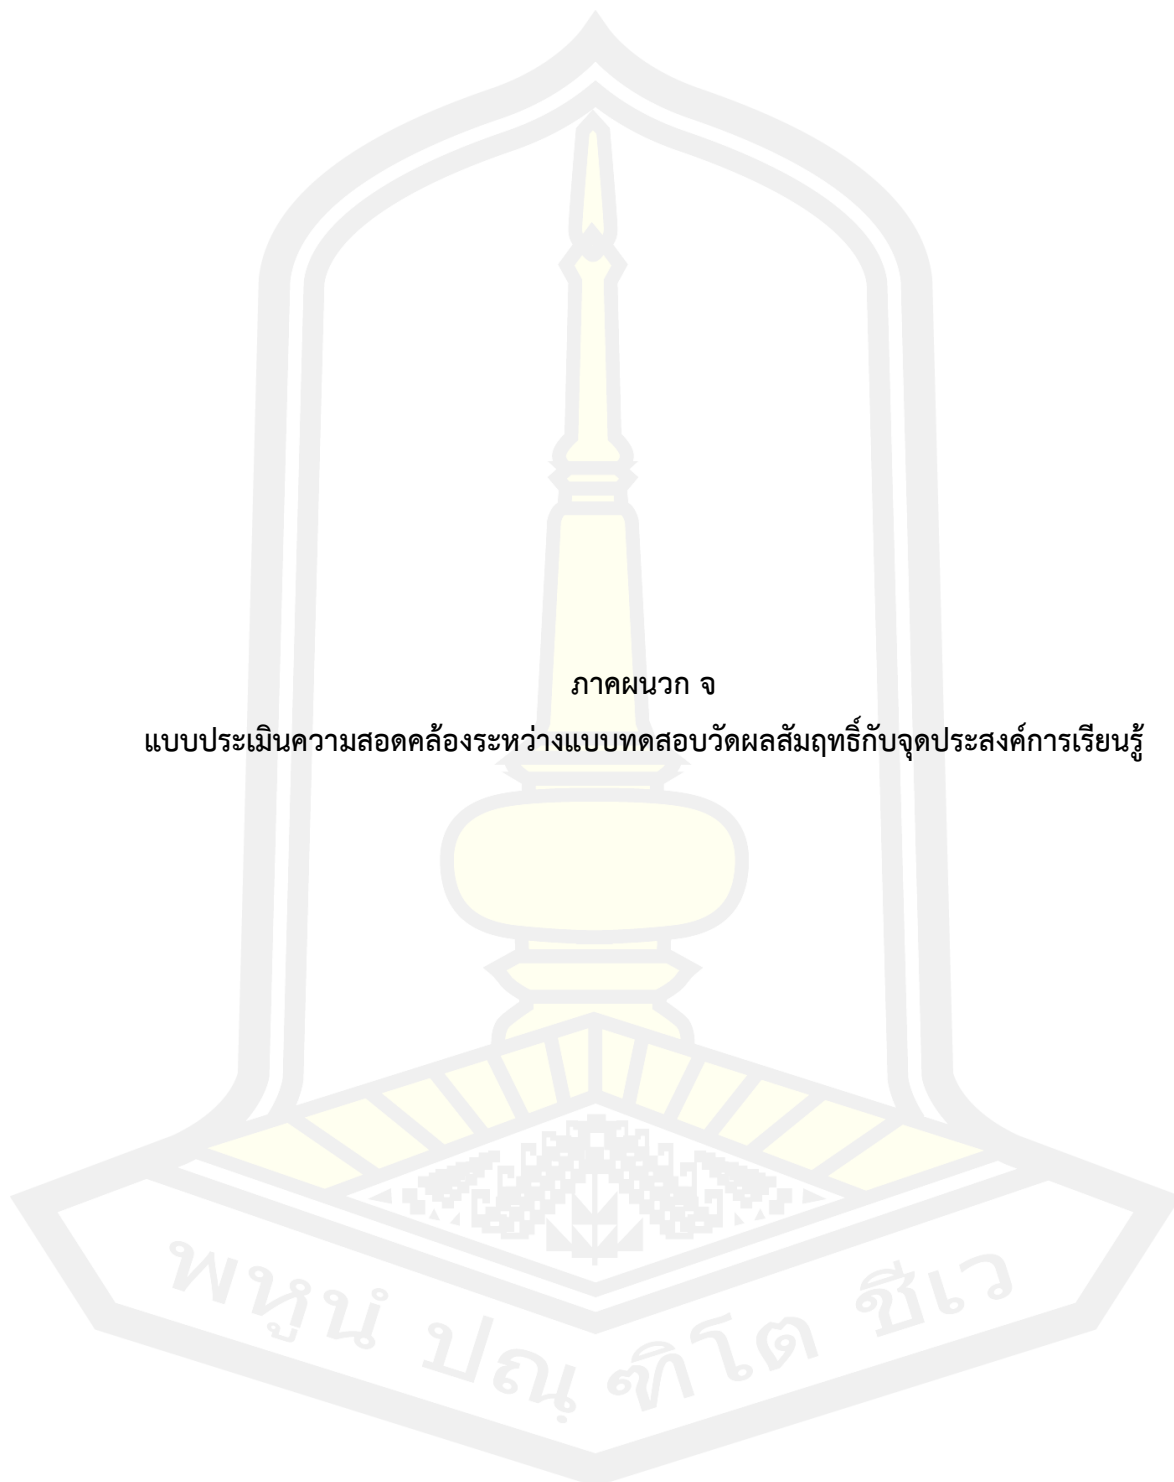 ภาคผนวก จ
แบบประเมินความสอดคล้องระหว่างแบบทดสอบวัดผลสัมฤทธิ์กับจุดประสงค์การเรียนรู้
พหูนํ ปณฺ ฑิโต ชีเว